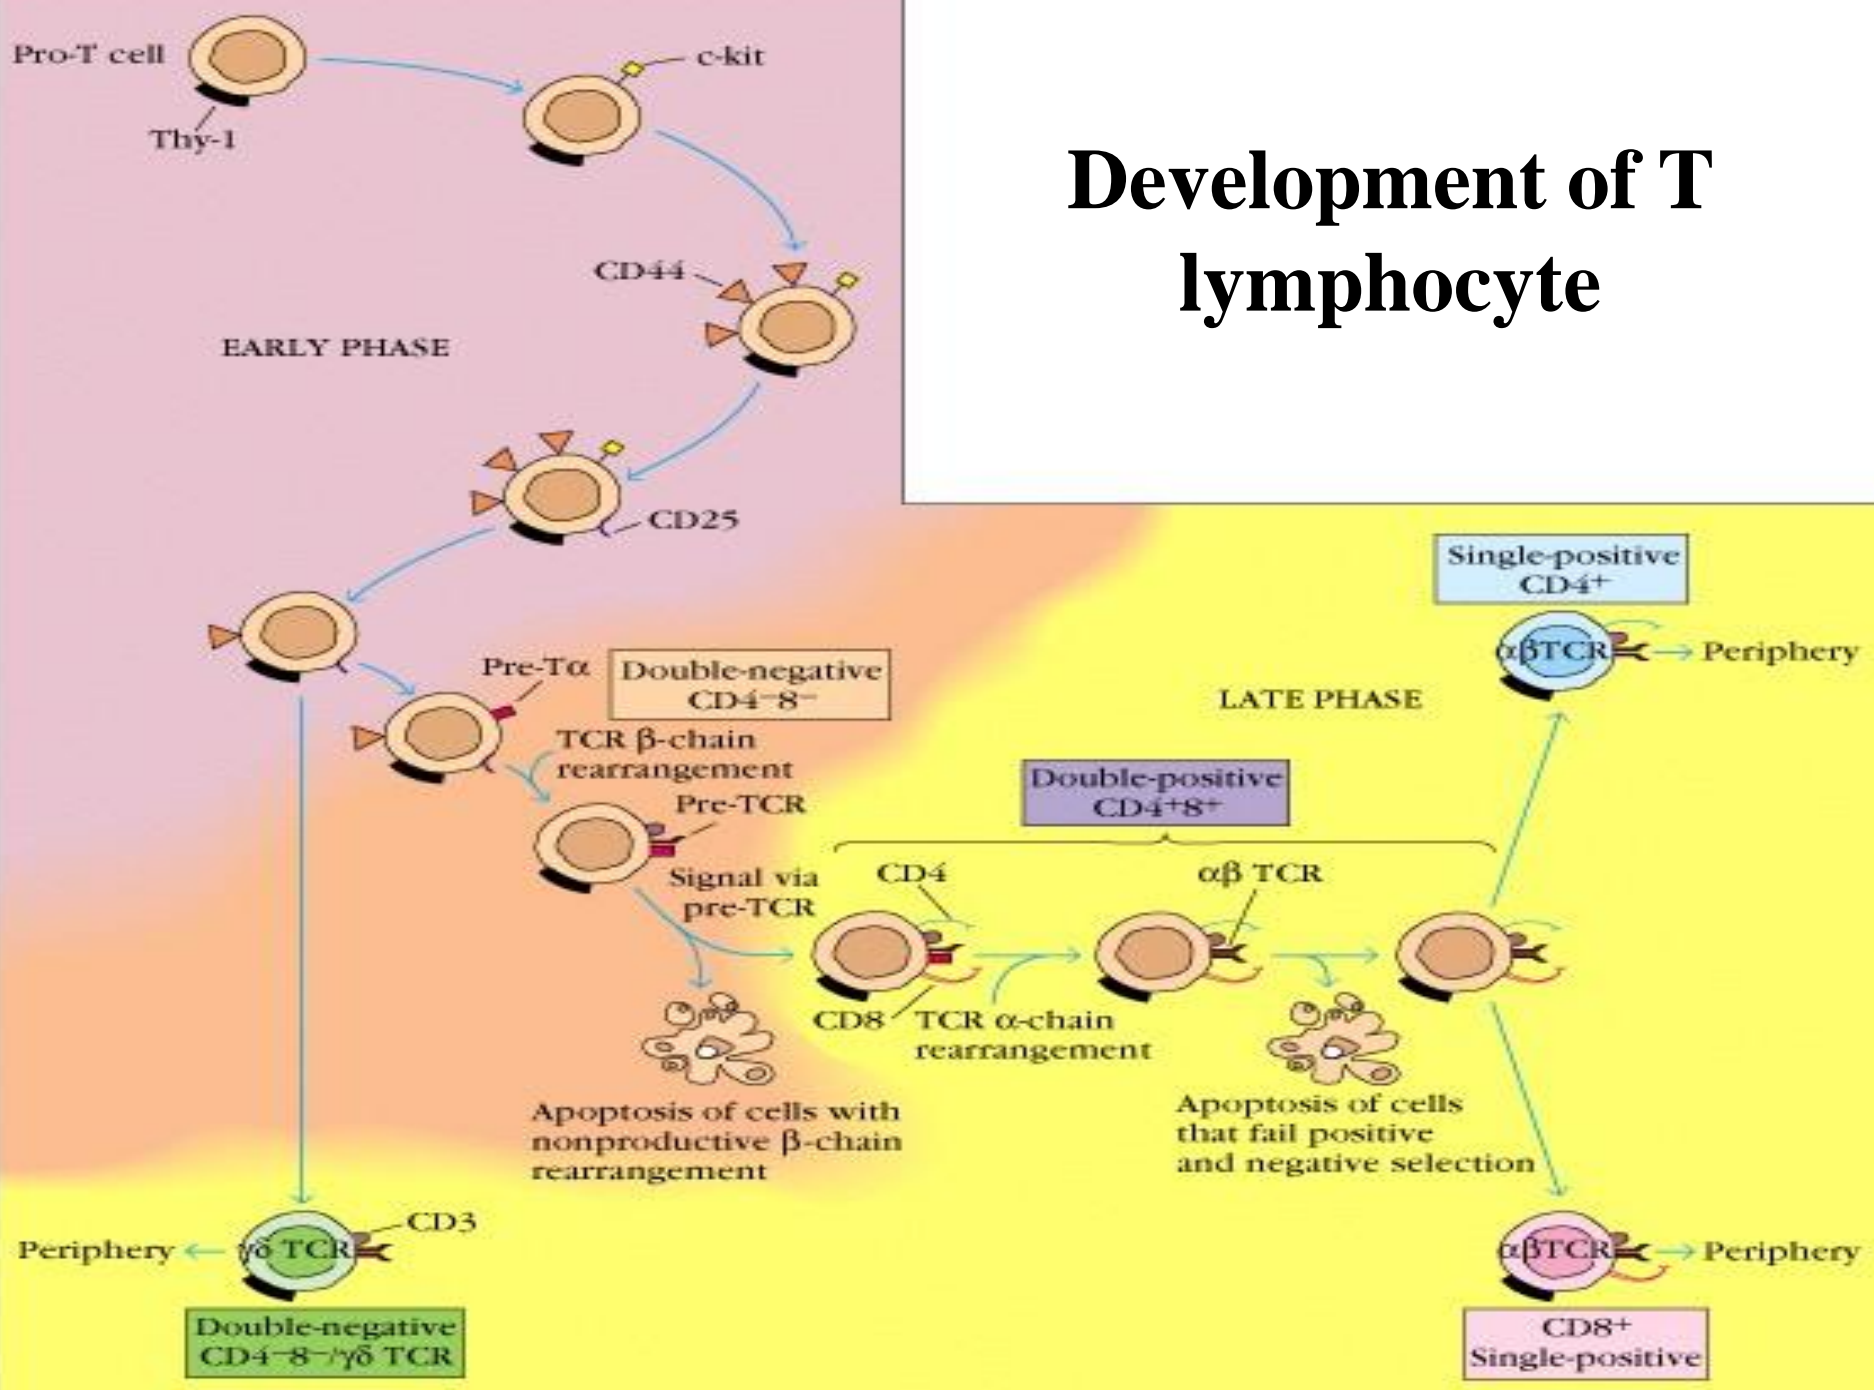 Development of T
lymphocyte
Pro-T cell
Thy-1
c-kit
CD44
EARLY PHASE
CD25
Pre-Tα
Double-negative
CD4⁻8⁻
TCR β-chain
rearrangement
Pre-TCR
Signal via
pre-TCR
Apoptosis of cells with
nonproductive β-chain
rearrangement
Double-positive
CD4⁺8⁺
CD4
CD8
TCR α-chain
rearrangement
αβ TCR
Apoptosis of cells
that fail positive
and negative selection
LATE PHASE
Single-positive
CD4⁺
αβTCR
Periphery
αβTCR
Periphery
CD8⁺
Single-positive
Periphery
γδ TCR
CD3
Double-negative
CD4⁻8⁻/γδ TCR